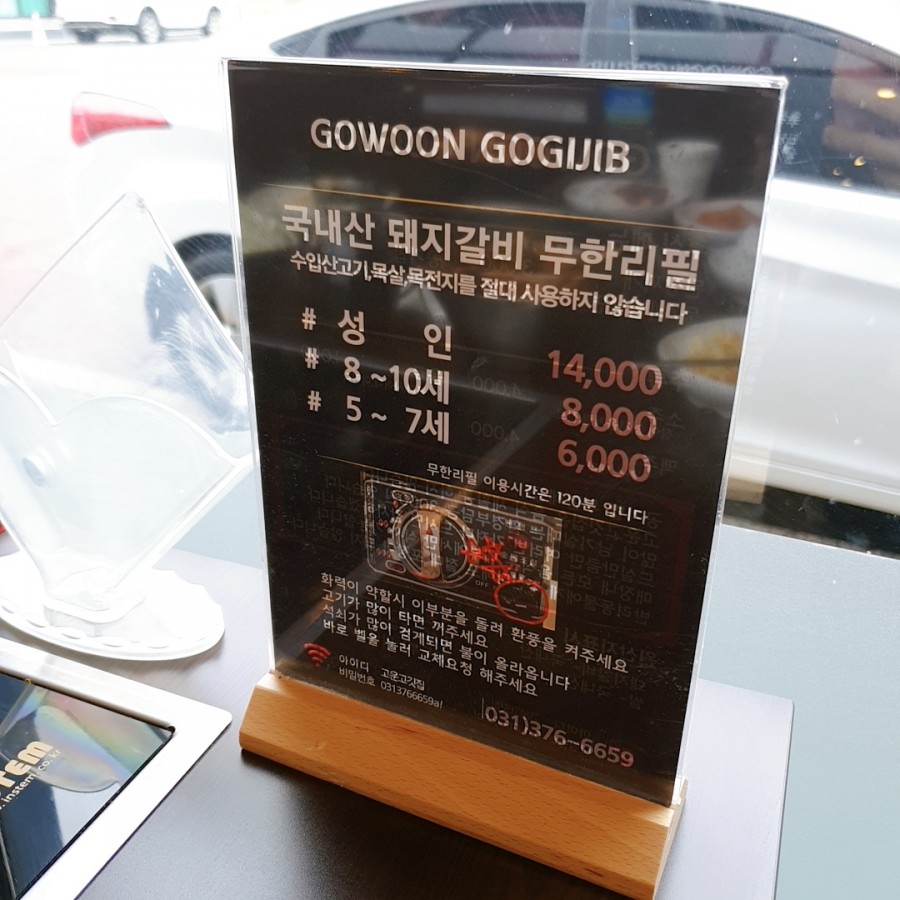 GOWOON GOGIJIB
국내산 돼지갈비 무한리필
수입산고기,목살,목전자를 절대 사용하지 않습니다
# 성 인 14,000
# 8 ~10세 8,000
# 5 ~ 7세 6,000
무한리필 이용시간은 120분 입니다
OFF
화력이 약할시 이부분을 돌려 환풍을 켜주세요
고기가 많이 타면 꺼주세요
석쇠가 많이 검게되면 불이 올라옵니다
바로 벨을 눌러 교체요청 해주세요
아이디 고운고깃집
비밀번호 0313766659a!
031)376-6659
TEM
.instem.co.kr